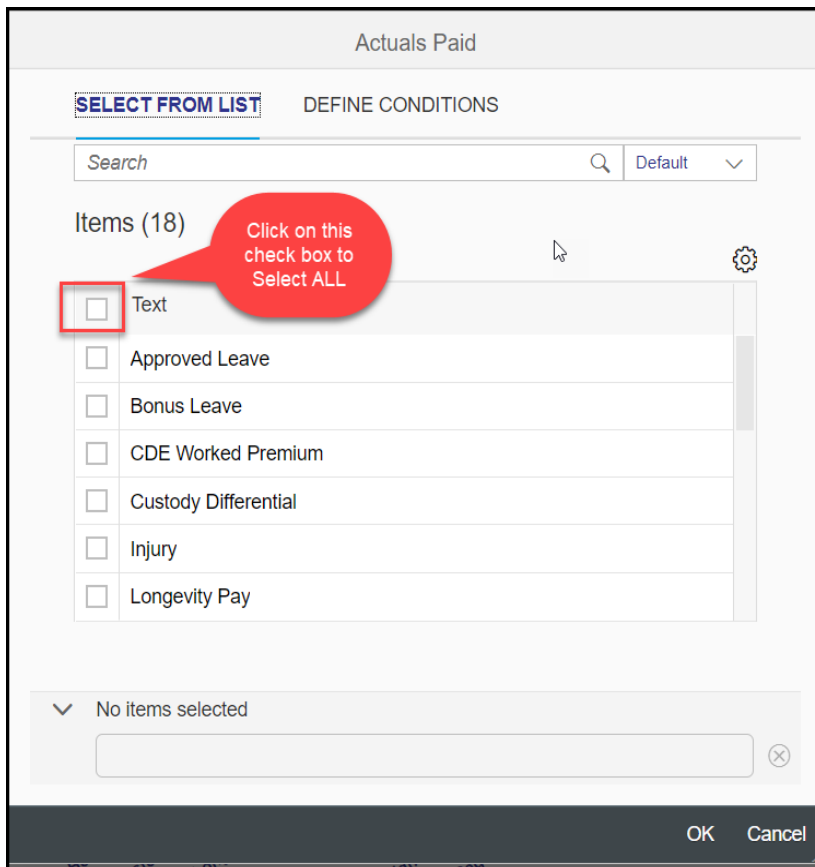 Actuals Paid
SELECT FROM LIST DEFINE CONDITIONS
Search Default
Items (18)
Click on this
check box to
Select ALL
Text
Approved Leave
Bonus Leave
CDE Worked Premium
Custody Differential
Injury
Longevity Pay
No items selected
OK Cancel